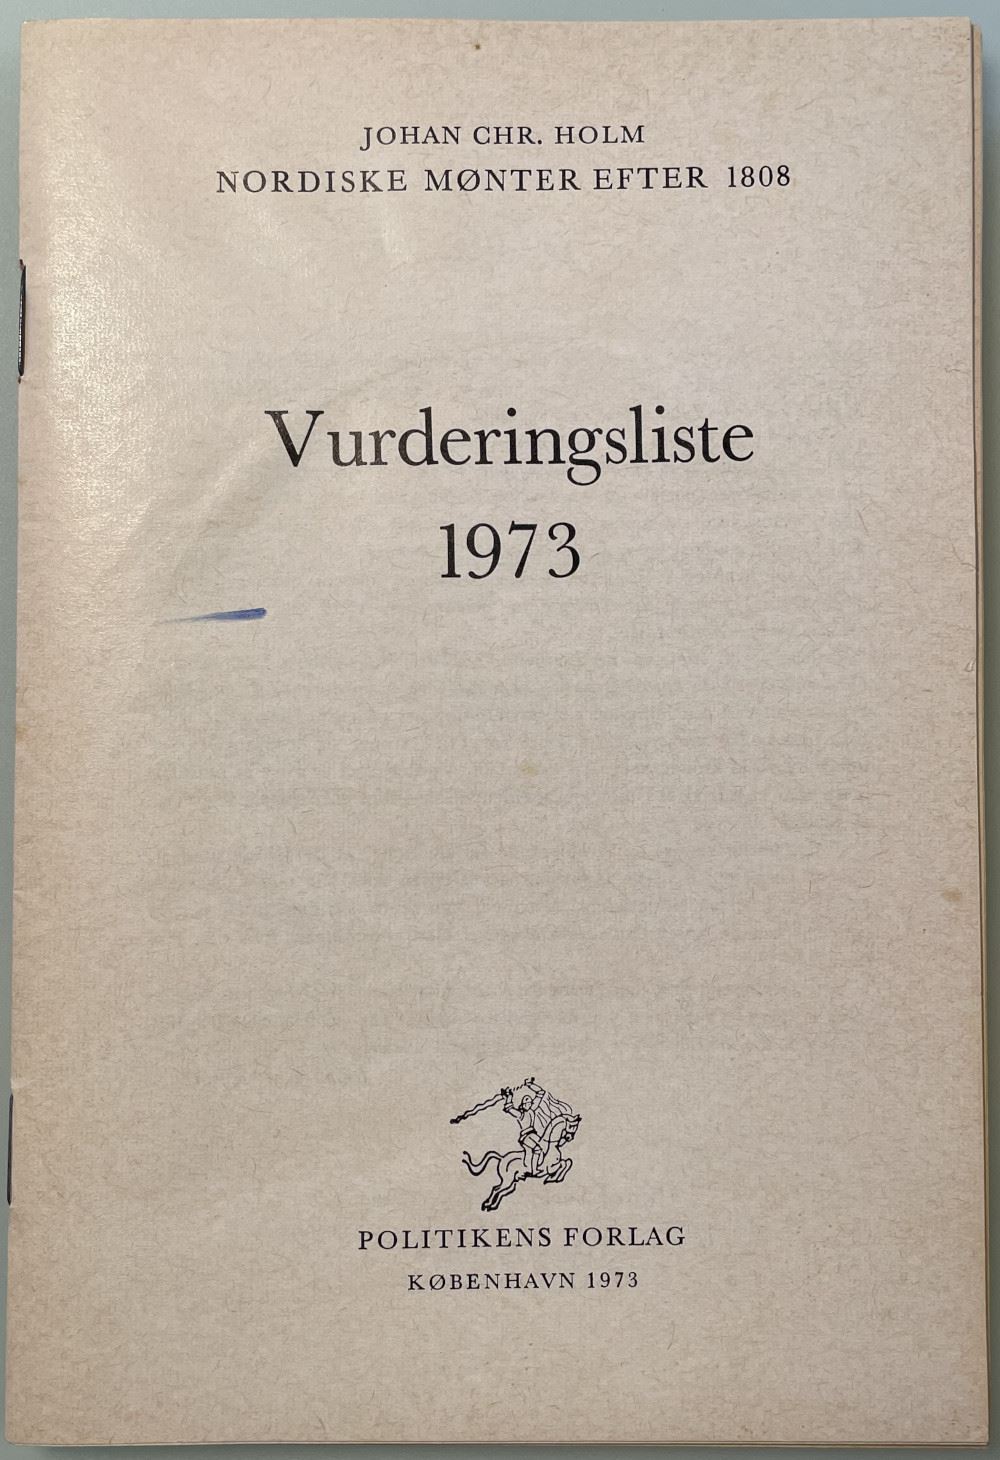 JOHAN CHR. HOLM
NORDISKE MØNTER EFTER 1808
Vurderingsliste
1973
POLITIKENS FORLAG
KØBENHAVN 1973